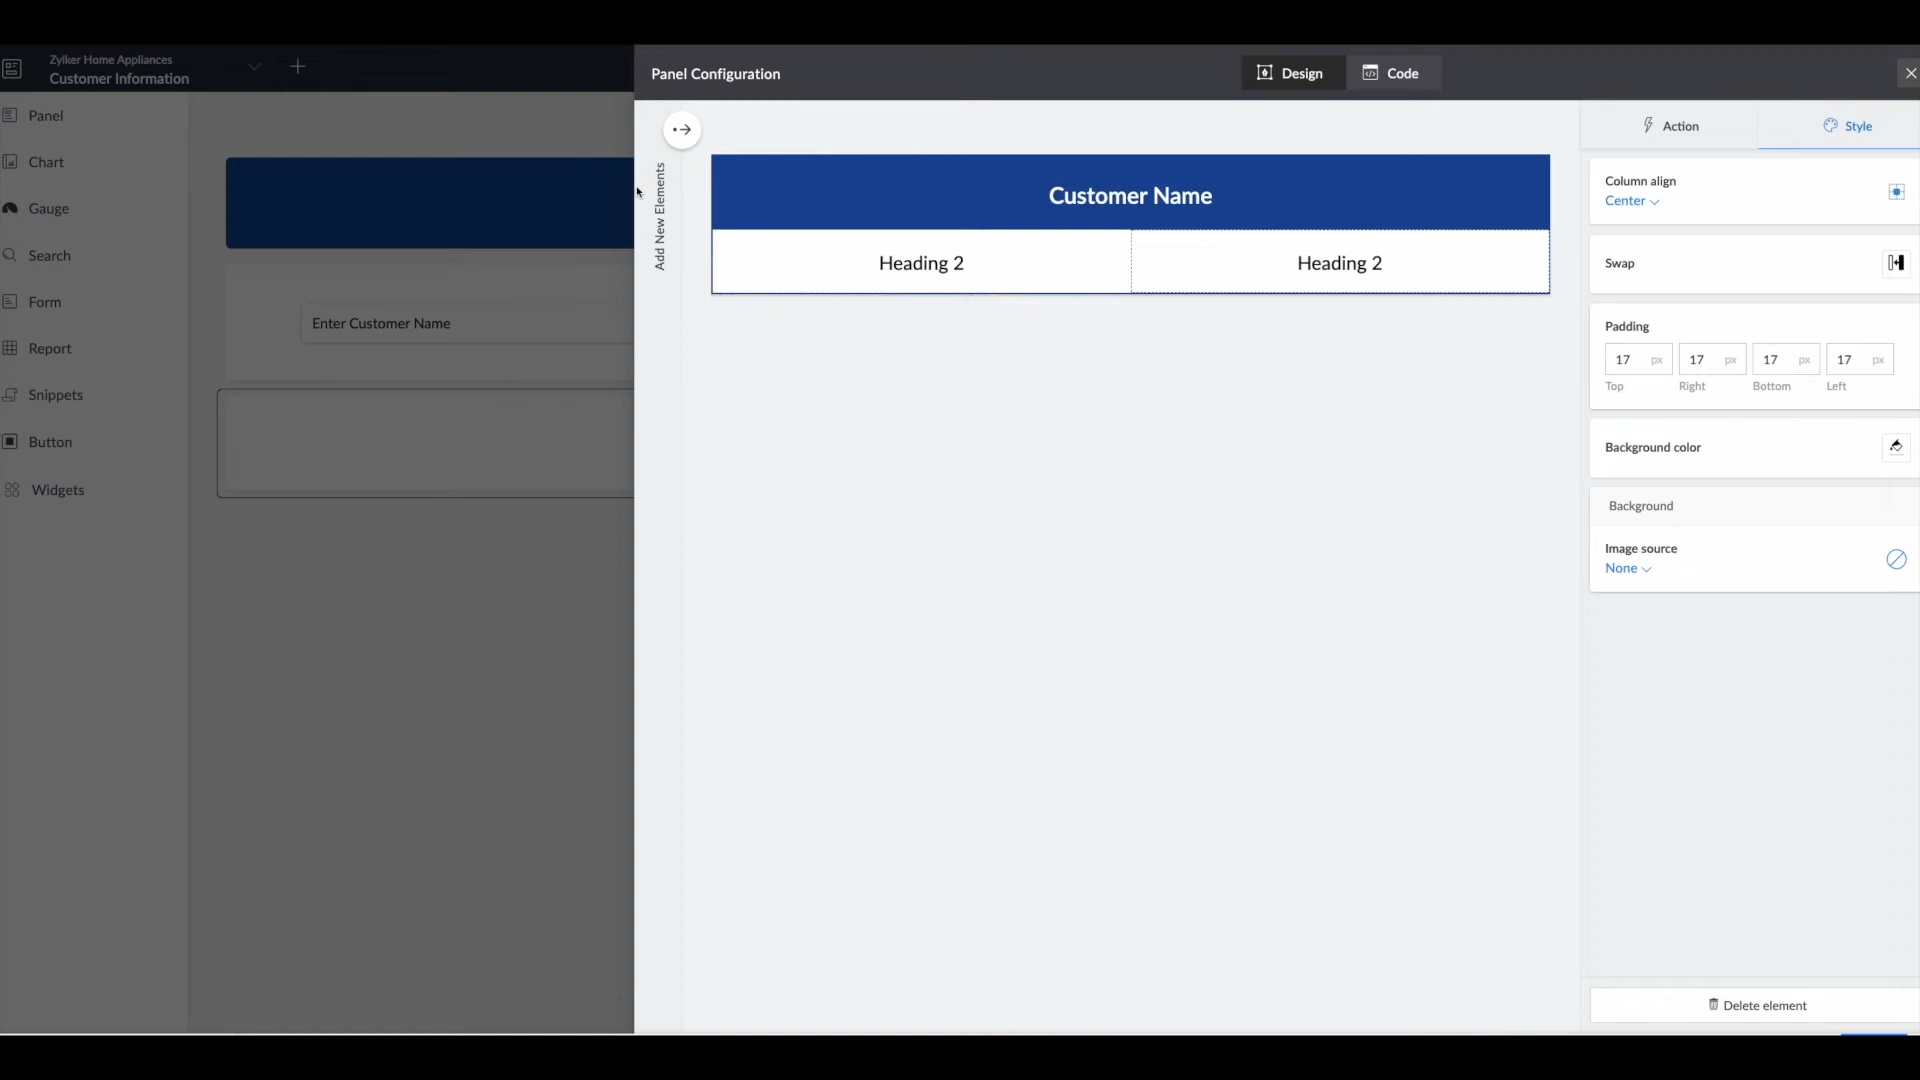 Zylker Home Appliances
Customer Information
Panel
Chart
Gauge
Search
Form
Report
Snippets
Button
Widgets
Enter Customer Name
Panel Configuration
Design
Code
Add New Elements
Customer Name
Heading 2
Heading 2
Action
Style
Column align
Center
Swap
Padding
17 px
17 px
17 px
17 px
Top
Right
Bottom
Left
Background color
Background
Image source
None
Delete element